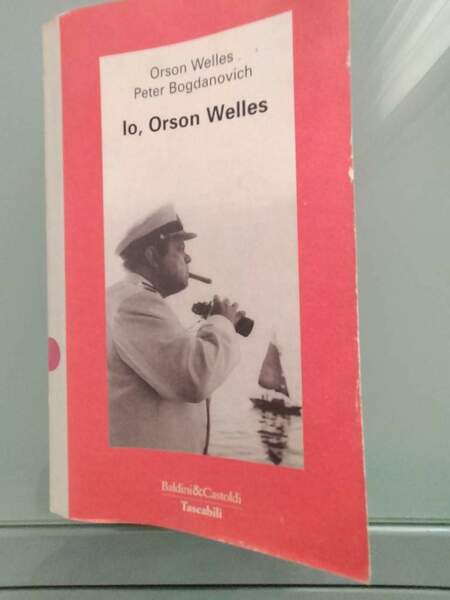 Orson Welles
Peter Bogdanovich
Io, Orson Welles
Baldini&Castoldi
Tascabili